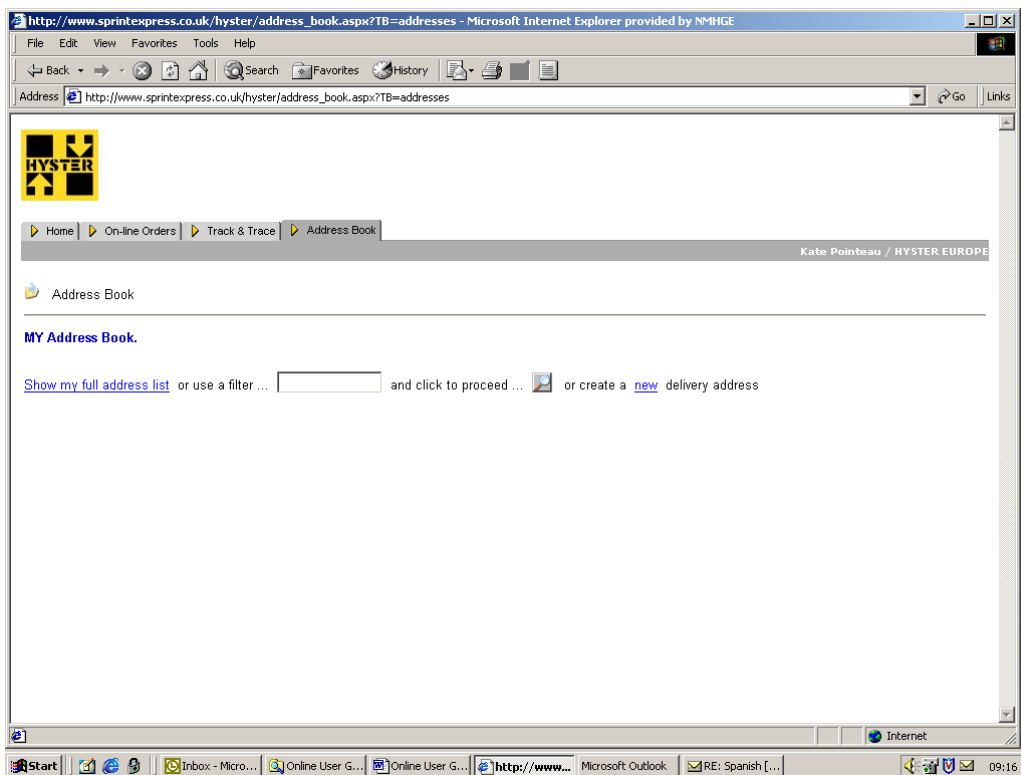 http://www.sprintexpress.co.uk/hyster/address_book.aspx?TB=addresses - Microsoft Internet Explorer provided by NMHGE
File Edit View Favorites Tools Help
Back Search Favorites History
Address http://www.sprintexpress.co.uk/hyster/address_book.aspx?TB=addresses Go Links
HYSTER
Home On-line Orders Track & Trace Address Book
Kate Pointeau / HYSTER EUROPE
Address Book
MY Address Book.
Show my full address list or use a filter ... and click to proceed ... or create a new delivery address
Internet
Start Inbox - Micro... Online User G... Online User G... http://www... Microsoft Outlook RE: Spanish [... 09:16